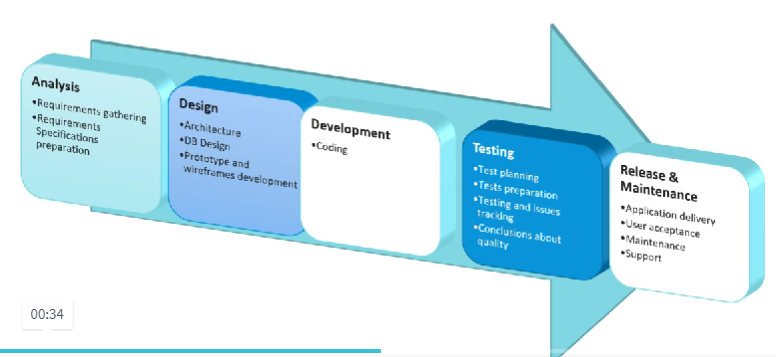 Analysis
•Requirements gathering
•Requirements
Specifications
preparation
Design
•Architecture
•DB Design
•Prototype and
wireframes development
Development
•Coding
Testing
•Test planning
•Tests preparation
•Testing and issues
tracking
•Conclusions about
quality
Release &
Maintenance
•Application delivery
•User acceptance
•Maintenance
•Support
00:34